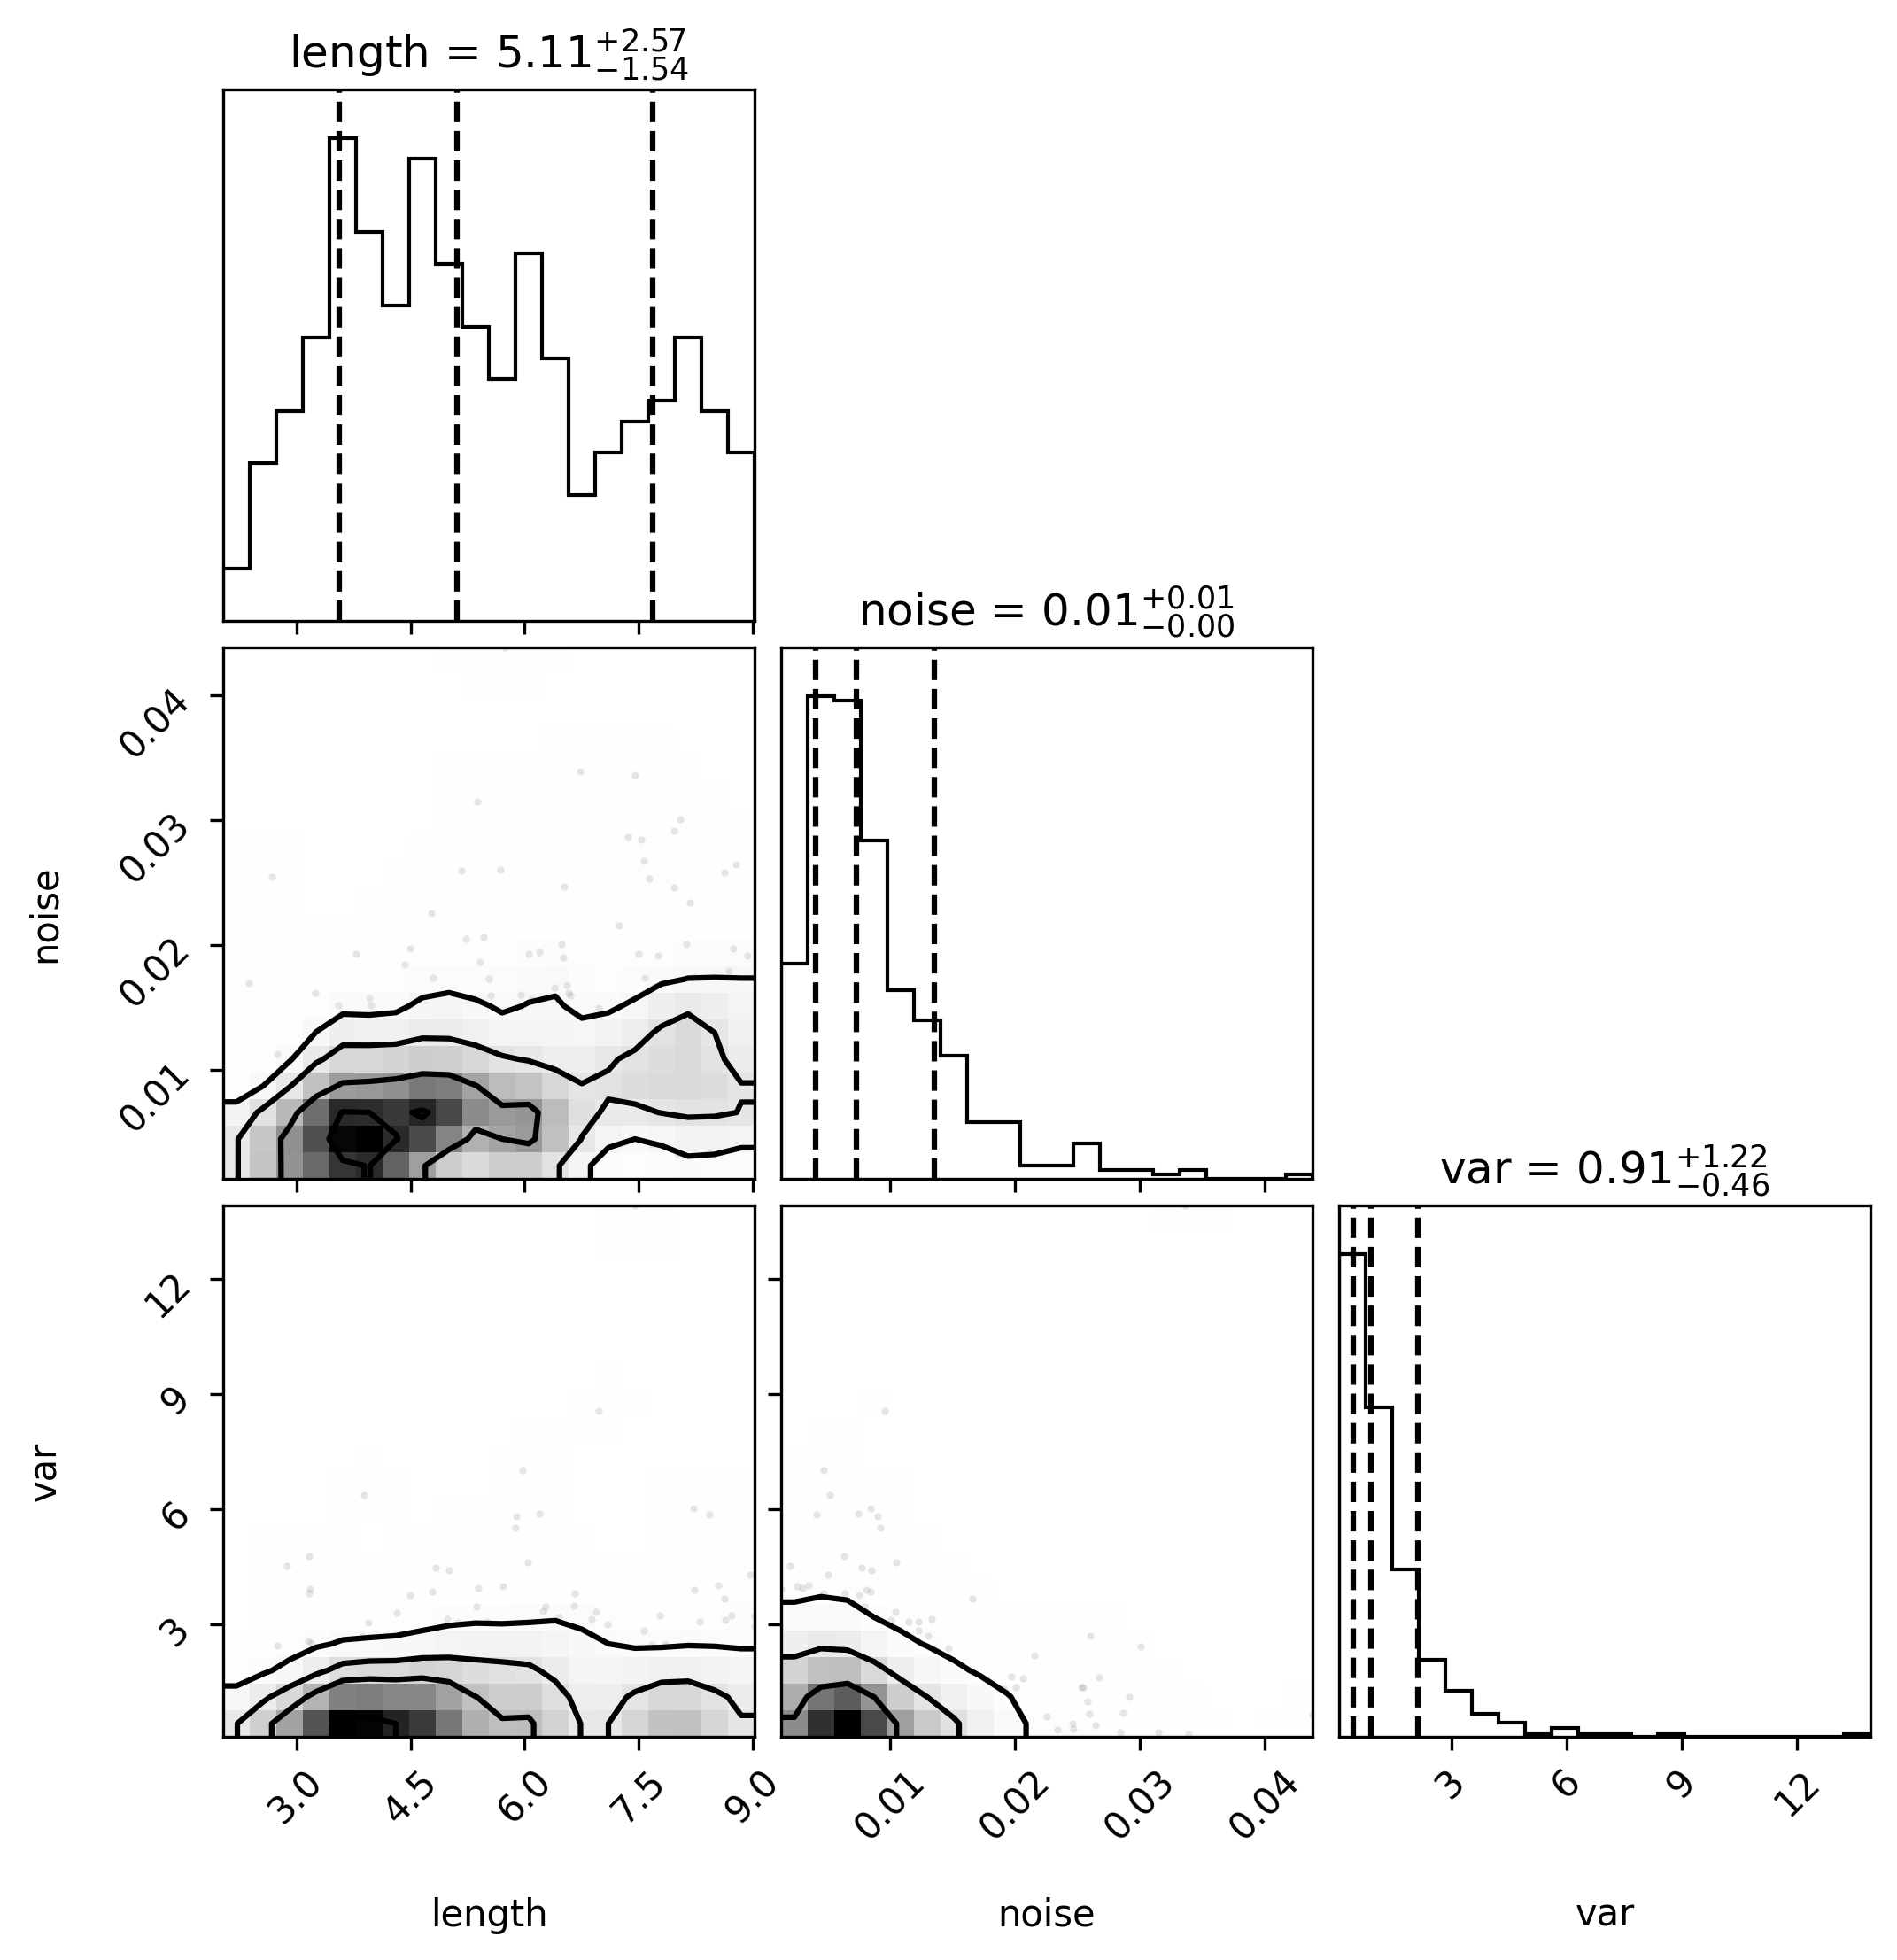 length = 5.11 +2.57 −1.54
noise = 0.01 +0.01 −0.00
0.04
0.03
0.02
0.01
noise
var = 0.91 +1.22 −0.46
12
9
6
3
var
3.0 4.5 6.0 7.5 9.0
0.01 0.02 0.03 0.04
3 6 9 12
length
noise
var